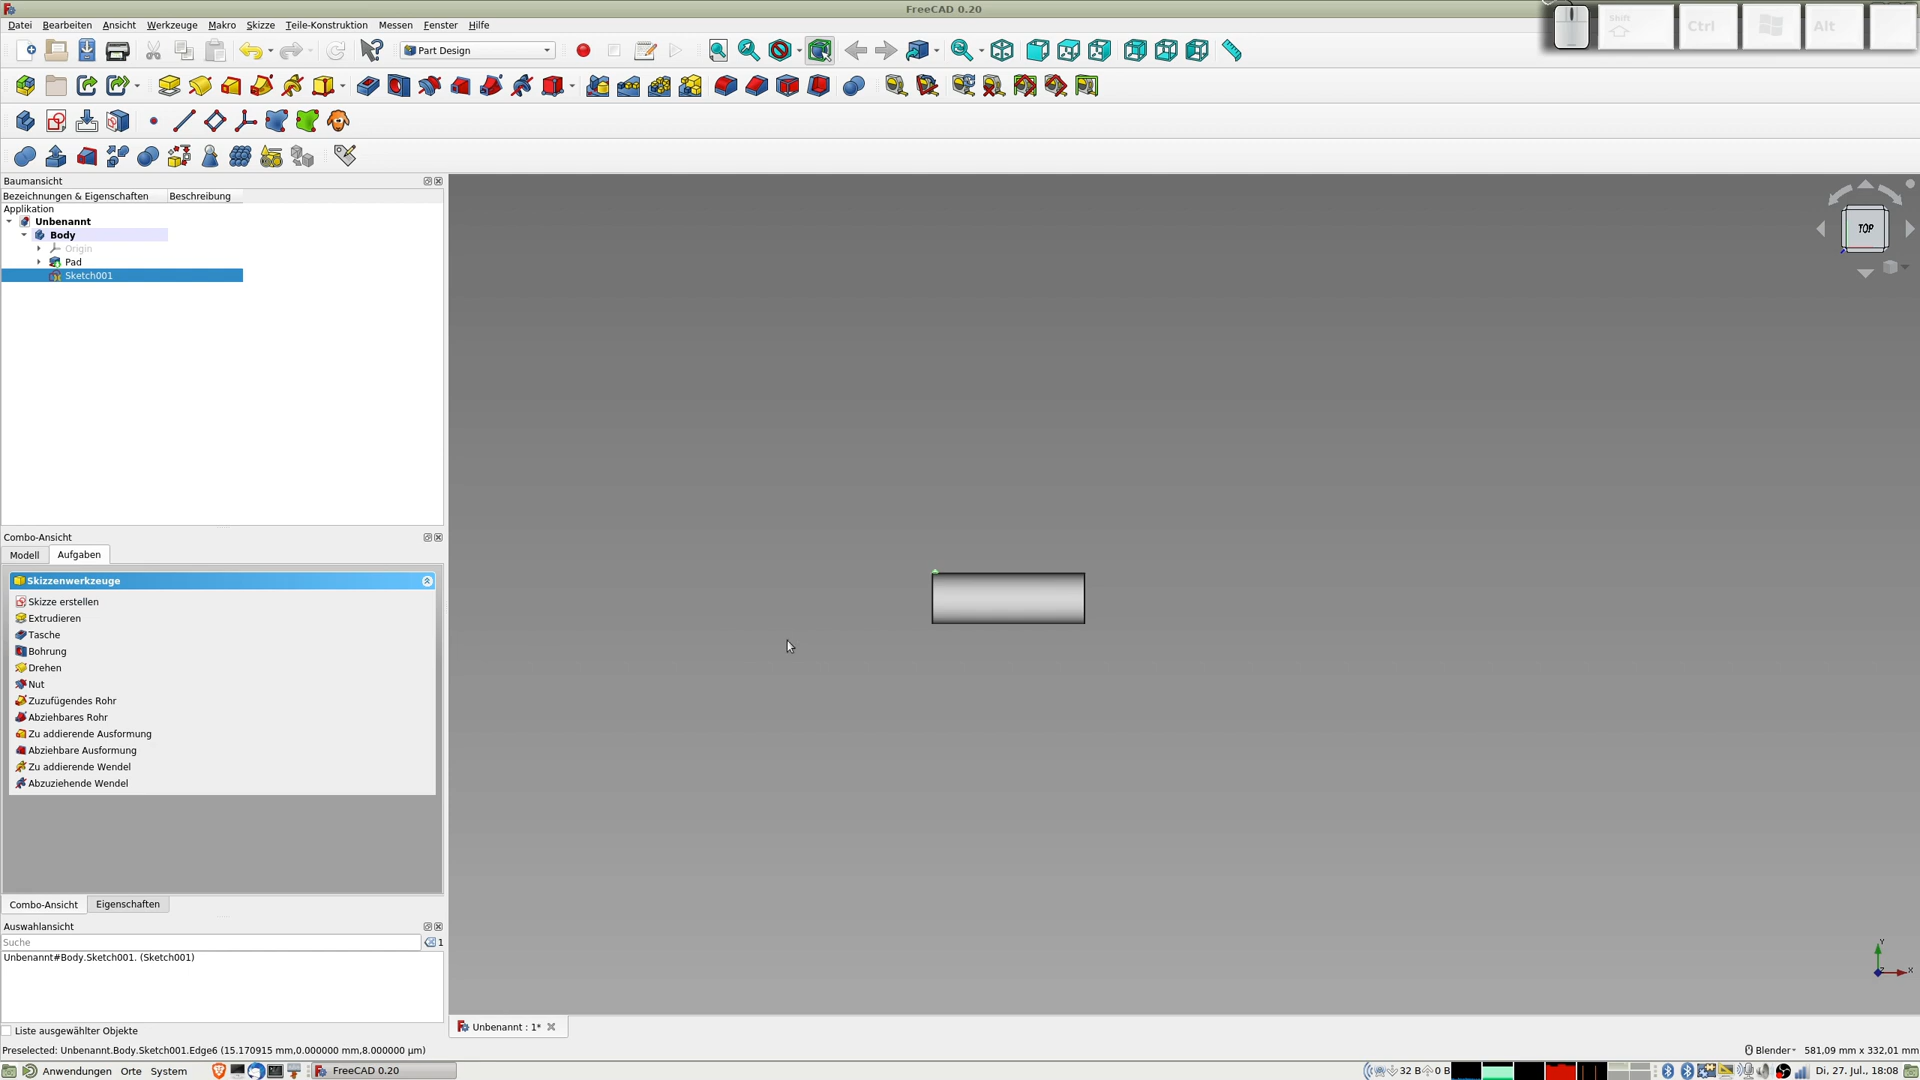 FreeCAD 0.20
Datei Bearbeiten Ansicht Werkzeuge Makro Skizze Teile-Konstruktion Messen Fenster Hilfe
Shift Ctrl Alt
Part Design
Baumansicht
Bezeichnungen & Eigenschaften Beschreibung
Applikation
Unbenannt
Body
Origin
Pad
Sketch001
TOP
Combo-Ansicht
Modell Aufgaben
Skizzenwerkzeuge
Skizze erstellen
Extrudieren
Tasche
Bohrung
Drehen
Nut
Zuzufügendes Rohr
Abziehbares Rohr
Zu addierende Ausformung
Abziehbare Ausformung
Zu addierende Wendel
Abzuziehende Wendel
Combo-Ansicht Eigenschaften
Auswahlansicht
Suche 1
Unbenannt#Body.Sketch001. (Sketch001)
Y
Z X
Liste ausgewählter Objekte
Unbenannt : 1*
Preselected: Unbenannt.Body.Sketch001.Edge6 (15.170915 mm,0.000000 mm,8.000000 µm)
Blender 581,09 mm x 332,01 mm
Anwendungen Orte System FreeCAD 0.20 32 B 0 B Di, 27. Jul., 18:08